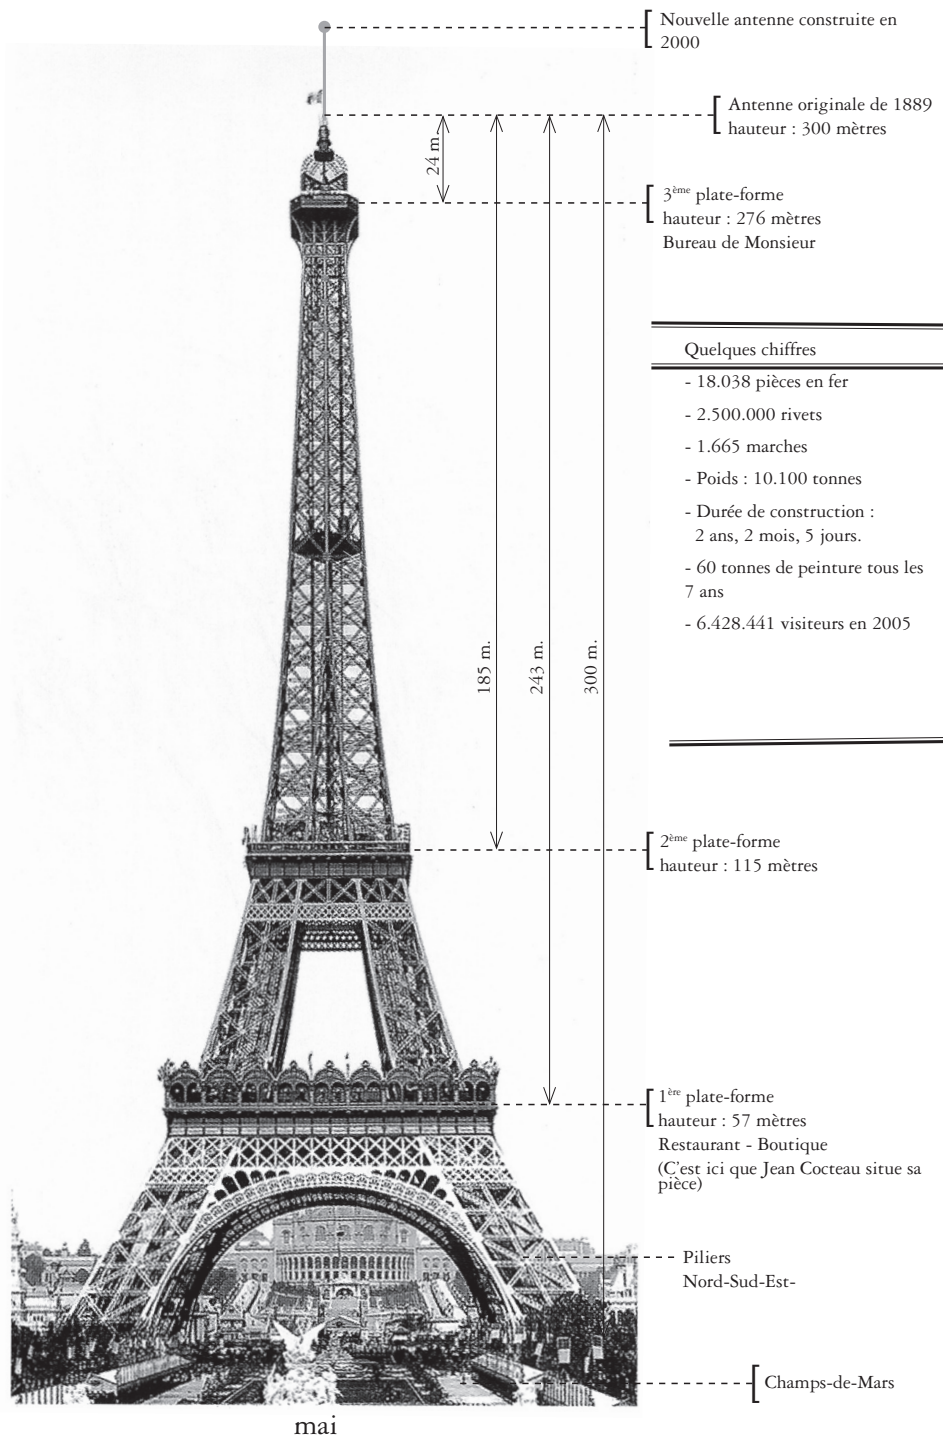 Nouvelle antenne construite en
2000
Antenne originale de 1889
hauteur : 300 mètres
24 m.
3ème plate-forme
hauteur : 276 mètres
Bureau de Monsieur
Quelques chiffres
- 18.038 pièces en fer
- 2.500.000 rivets
- 1.665 marches
- Poids : 10.100 tonnes
- Durée de construction :
2 ans, 2 mois, 5 jours.
- 60 tonnes de peinture tous les
7 ans
- 6.428.441 visiteurs en 2005
185 m.
243 m.
300 m.
2ème plate-forme
hauteur : 115 mètres
1ère plate-forme
hauteur : 57 mètres
Restaurant - Boutique
(C'est ici que Jean Cocteau situe sa
pièce)
Piliers
Nord-Sud-Est-
Champs-de-Mars
mai